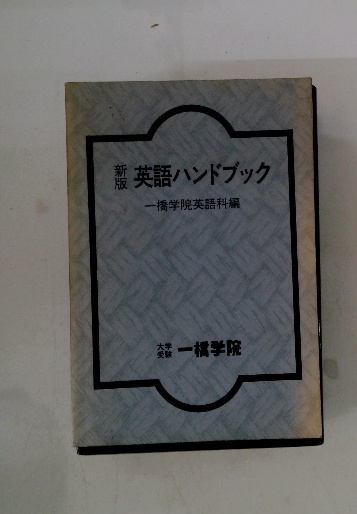 新版 英語ハンドブック
一橋学院英語科編
大学受験 一橋学院